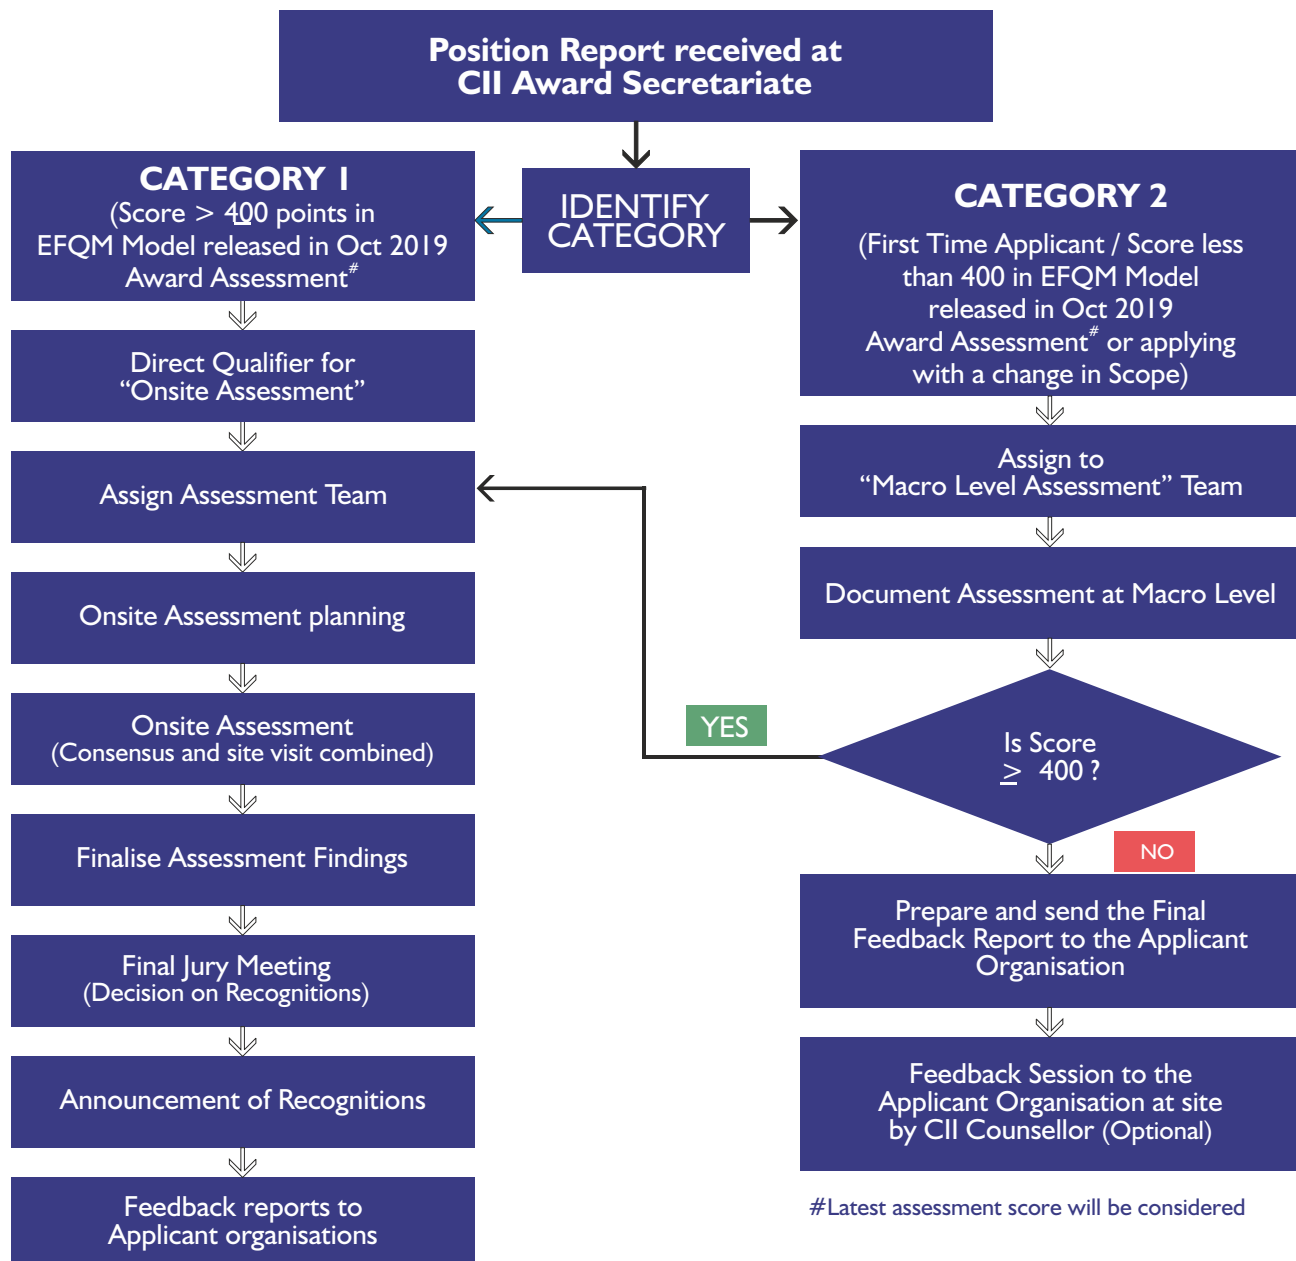 Position Report received at
CII Award Secretariate
IDENTIFY
CATEGORY
CATEGORY I
(Score > 400 points in
EFQM Model released in Oct 2019
Award Assessment#
Direct Qualifier for
“Onsite Assessment”
Assign Assessment Team
Onsite Assessment planning
Onsite Assessment
(Consensus and site visit combined)
Finalise Assessment Findings
Final Jury Meeting
(Decision on Recognitions)
Announcement of Recognitions
Feedback reports to
Applicant organisations
CATEGORY 2
(First Time Applicant / Score less
than 400 in EFQM Model
released in Oct 2019
Award Assessment# or applying
with a change in Scope)
Assign to
“Macro Level Assessment” Team
Document Assessment at Macro Level
Is Score
≥ 400 ?
YES
NO
Prepare and send the Final
Feedback Report to the Applicant
Organisation
Feedback Session to the
Applicant Organisation at site
by CII Counsellor (Optional)
#Latest assessment score will be considered